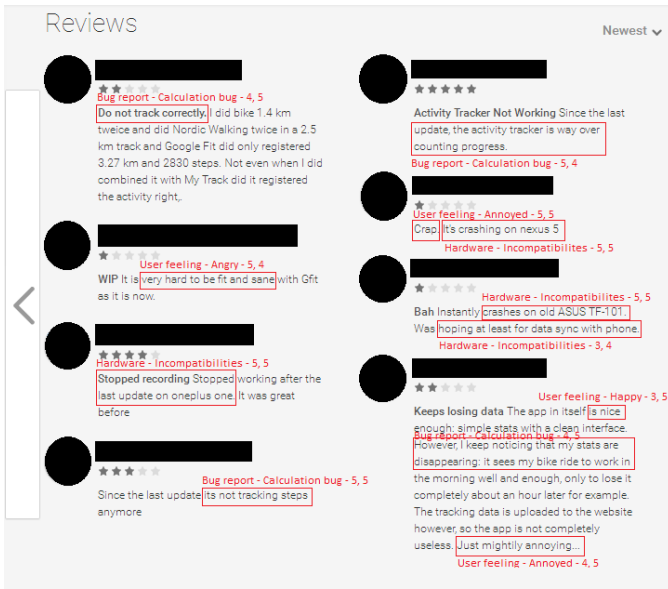 Reviews
Newest
Bug report - Calculation bug - 4, 5
Do not track correctly. I did bike 1.4 km
tweice and did Nordic Walking twice in a 2.5
km track and Google Fit did only registered
3.27 km and 2830 steps. Not even when I did
combined it with My Track did it registered
the activity right,.
User feeling - Angry - 5, 4
WIP It is very hard to be fit and sane with Gfit
as it is now.
Hardware - Incompatibilities - 5, 5
Stopped recording Stopped working after the
last update on oneplus one. It was great
before
Bug report - Calculation bug - 5, 5
Since the last update its not tracking steps
anymore
Activity Tracker Not Working Since the last
update, the activity tracker is way over
counting progress.
Bug report - Calculation bug - 5, 4
User feeling - Annoyed - 5, 5
Crap. It's crashing on nexus 5
Hardware - Incompatibilites - 5, 5
Hardware - Incompatibilites - 5, 5
Bah Instantly crashes on old ASUS TF-101.
Was hoping at least for data sync with phone.
Hardware - Incompatibilites - 3, 4
User feeling - Happy - 3, 5
Keeps losing data The app in itself is nice
enough: simple stats with a clean interface.
Bug report - Calculation bug - 4, 5
However, I keep noticing that my stats are
disappearing: it sees my bike ride to work in
the morning well and enough, only to lose it
completely about an hour later for example.
The tracking data is uploaded to the website
however, so the app is not completely
useless. Just mightily annoying...
User feeling - Annoyed - 4, 5